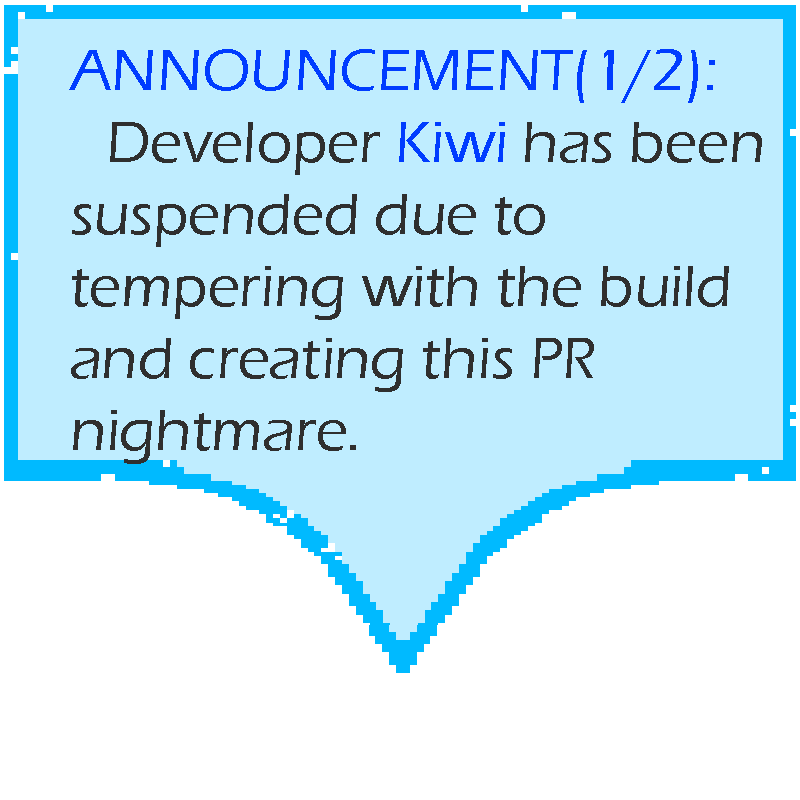 ANNOUNCEMENT(1/2):
Developer Kiwi has been
suspended due to
tempering with the build
and creating this PR
nightmare.